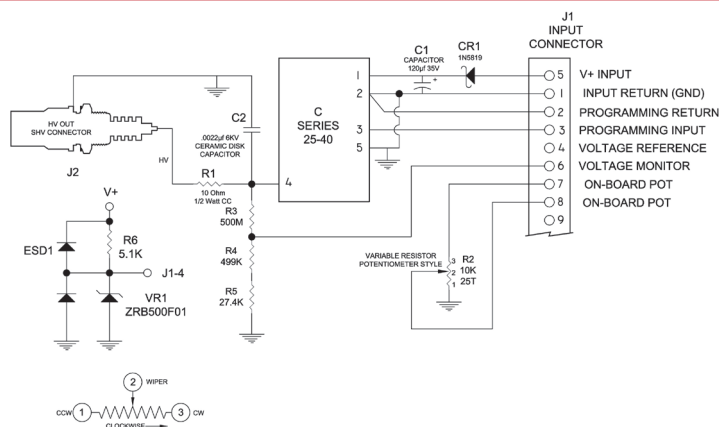 J1
INPUT
CONNECTOR
C1
CAPACITOR
120µf 35V
+
CR1
1N5819
1
2
3
5
4
C
SERIES
25-40
5 V+ INPUT
1 INPUT RETURN (GND)
2 PROGRAMMING RETURN
3 PROGRAMMING INPUT
4 VOLTAGE REFERENCE
6 VOLTAGE MONITOR
7 ON-BOARD POT
8 ON-BOARD POT
9
HV OUT
SHV CONNECTOR
J2
HV
C2
.0022µf 6KV
CERAMIC DISK
CAPACITOR
R1
10 Ohm
1/2 Watt CC
R3
500M
R4
499K
R5
27.4K
VARIABLE RESISTOR
POTENTIOMETER STYLE
3
2
1
R2
10K
25T
V+
ESD1
R6
5.1K
J1-4
VR1
ZRB500F01
2 WIPER
CCW 1
3 CW
CLOCKWISE